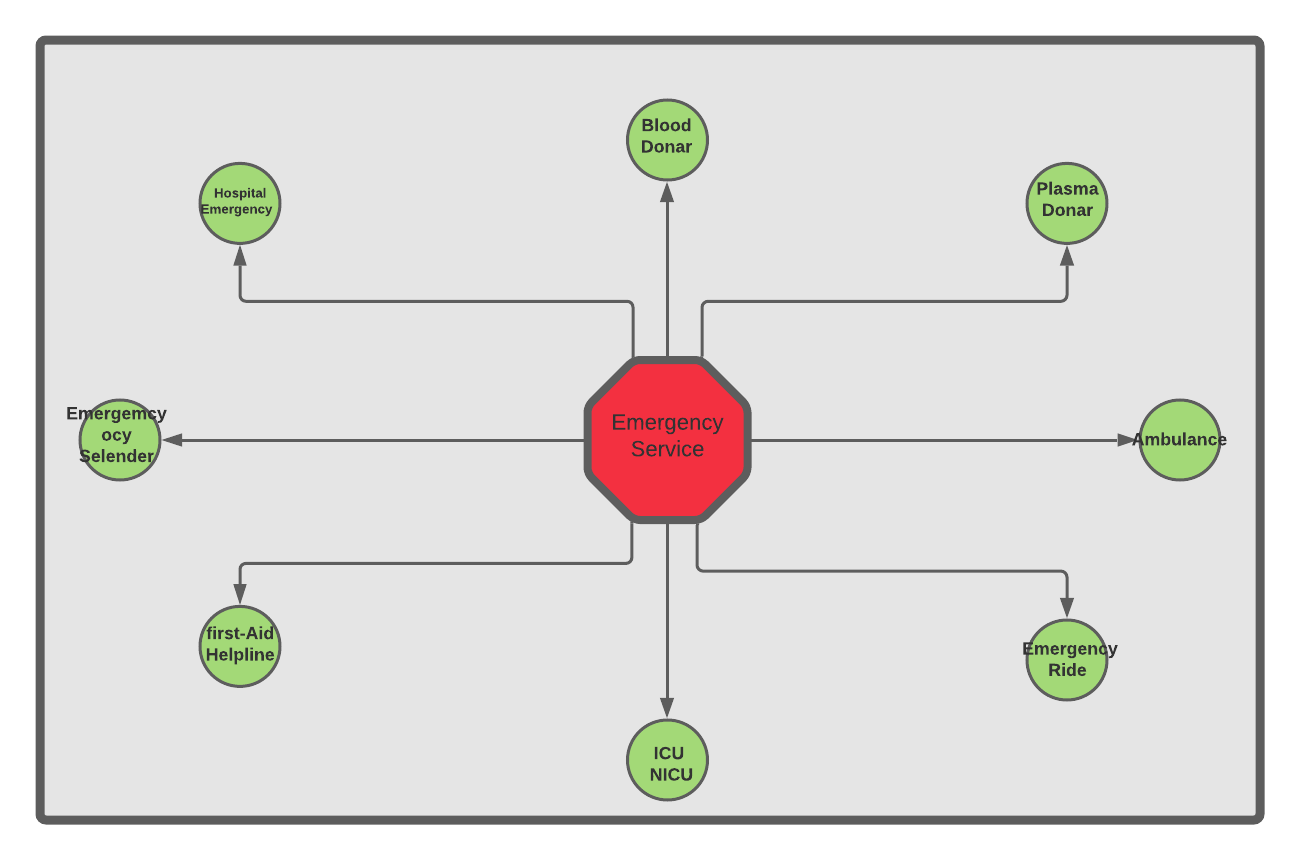 Blood
Donar
Hospital
Emergency
Plasma
Donar
Emergemcy
ocy
Selender
Emergency
Service
Ambulance
first-Aid
Helpline
Emergency
Ride
ICU
NICU